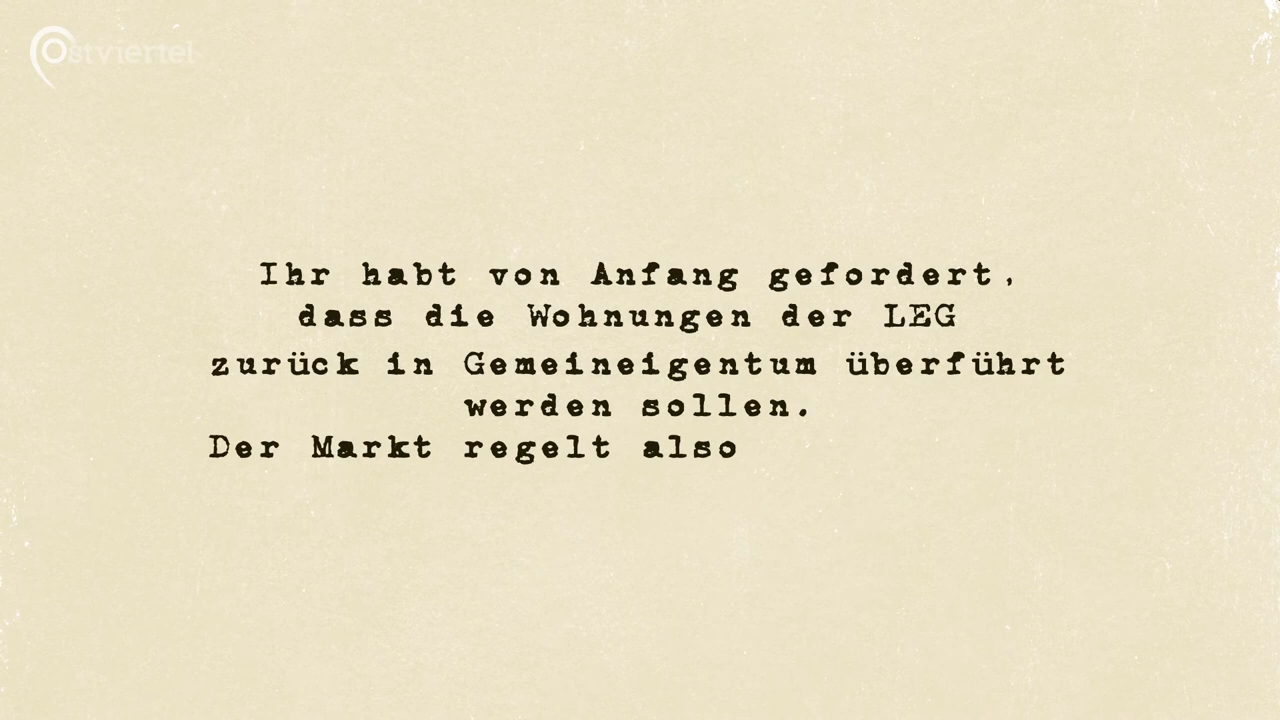 Ostviertel
Ihr habt von Anfang gefordert,
dass die Wohnungen der LEG
zurück in Gemeineigentum überführt
werden sollen.
Der Markt regelt also